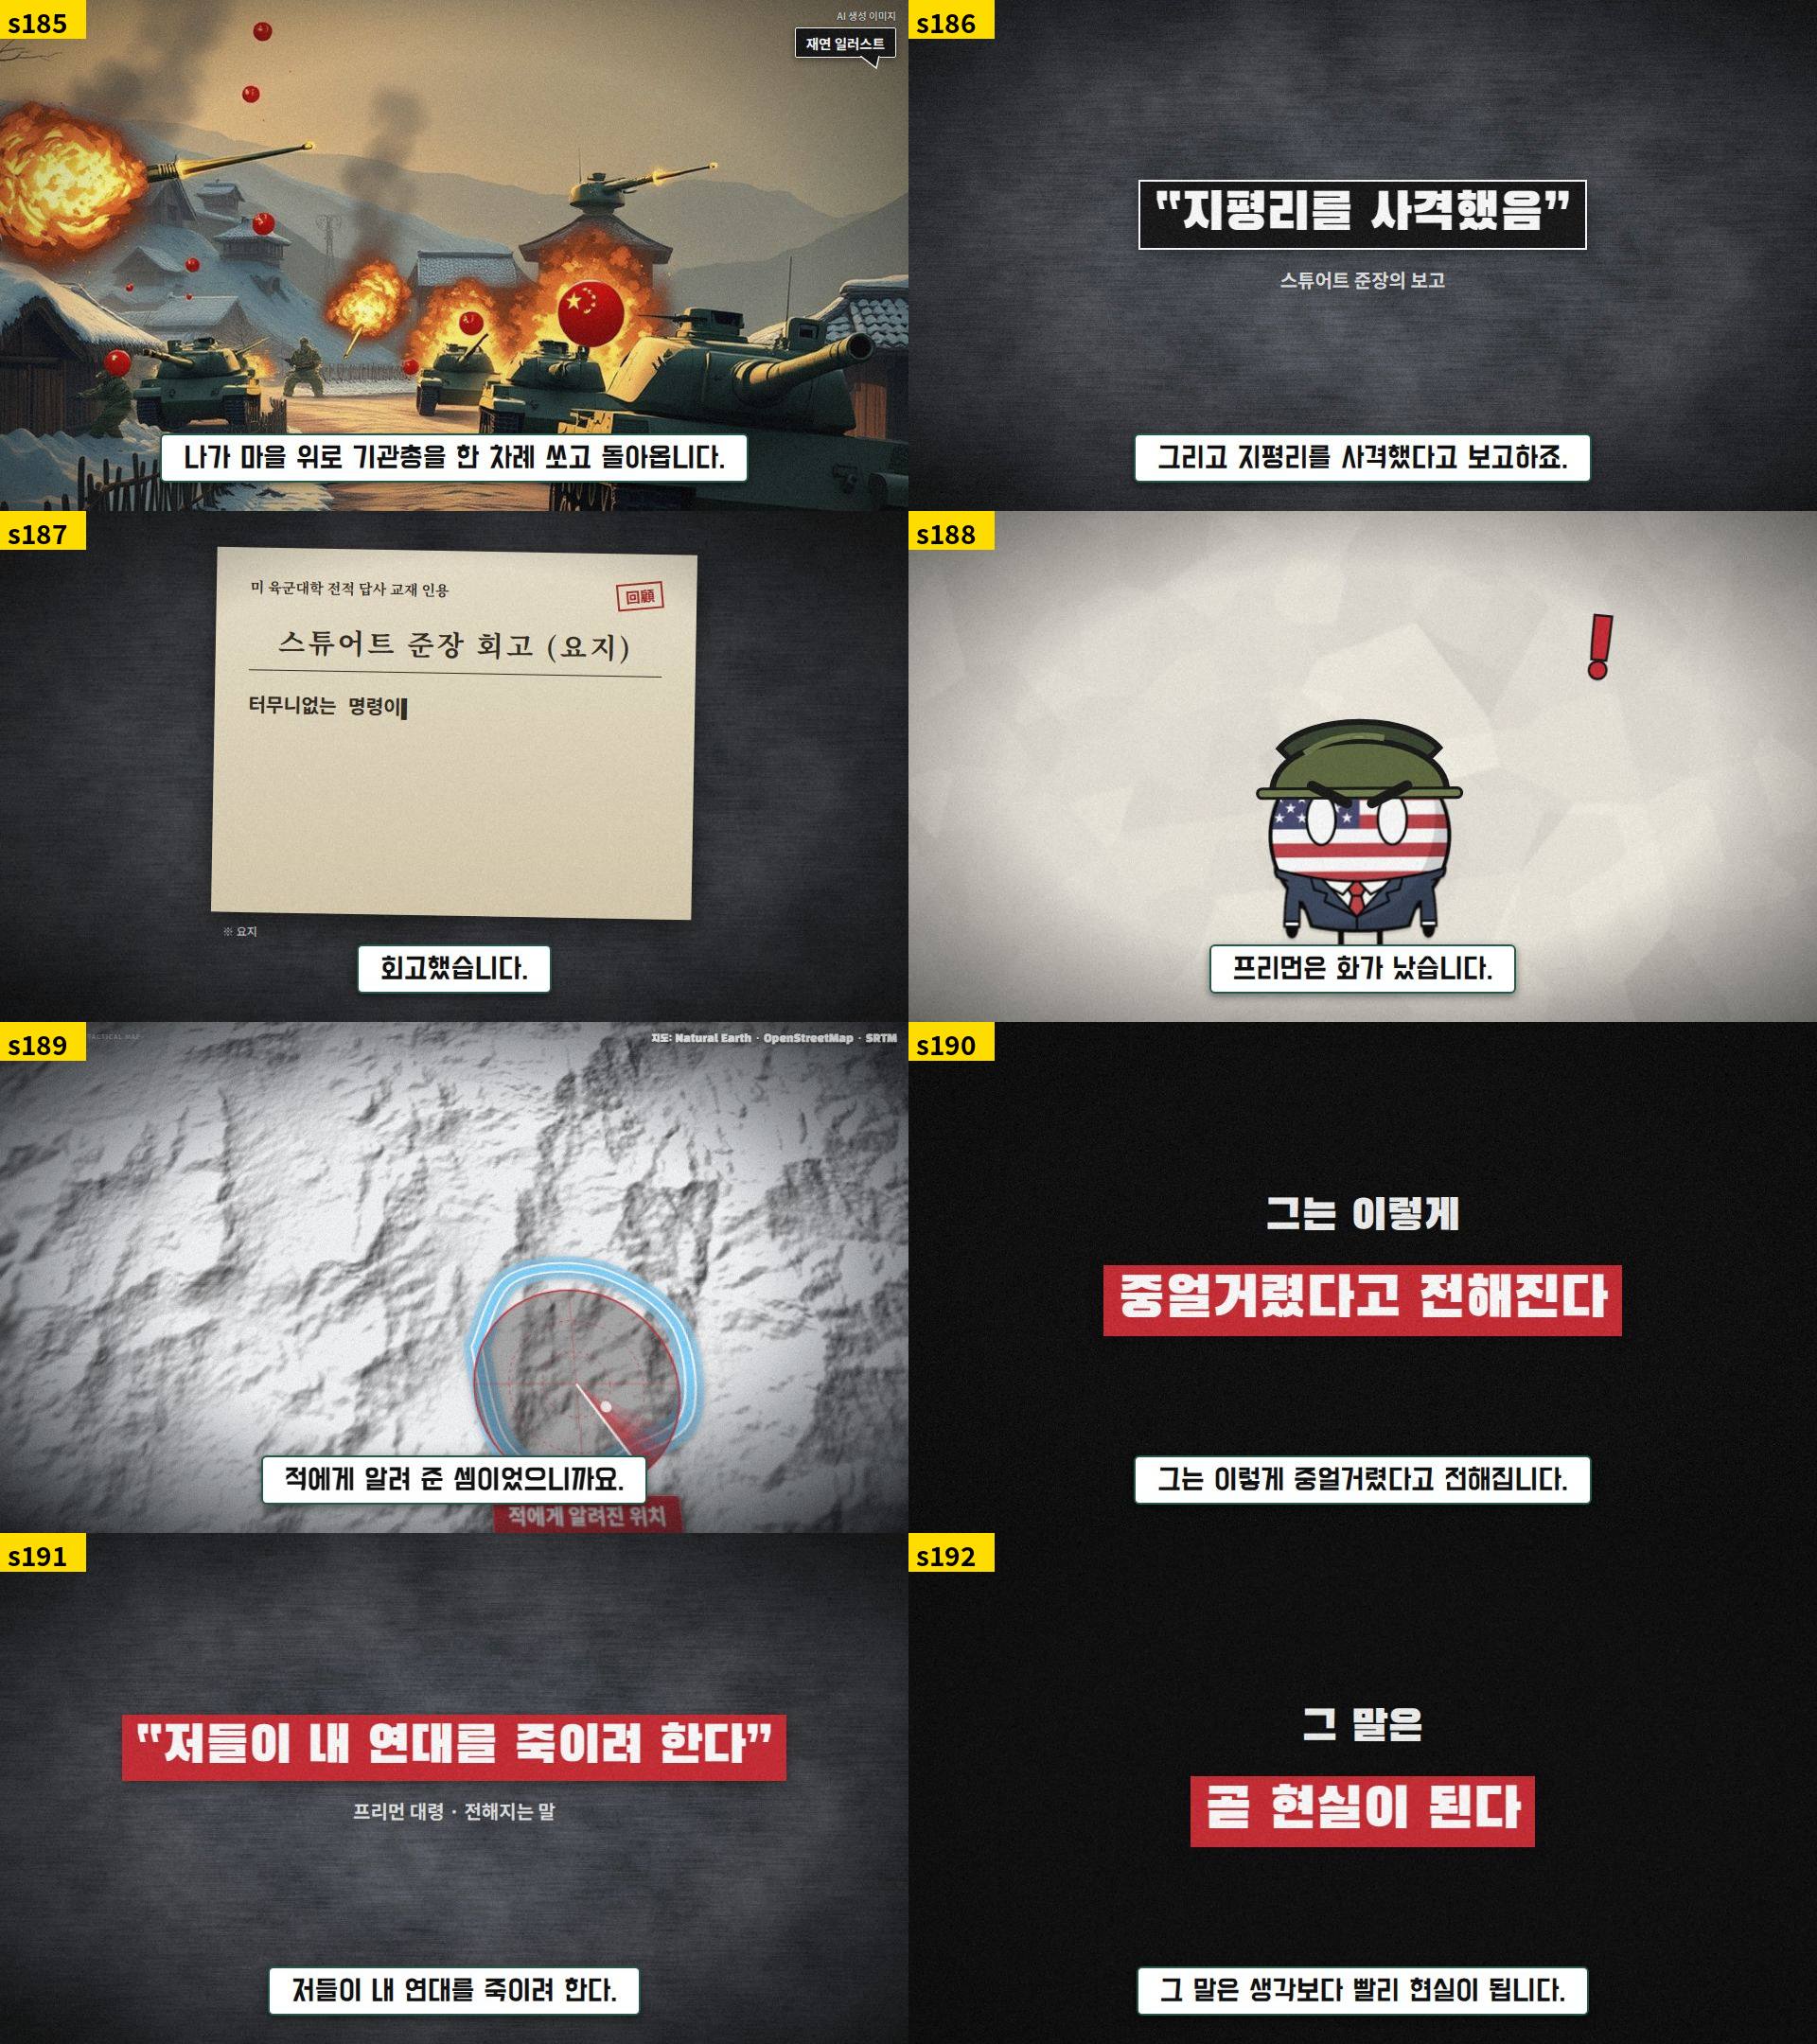 s185
AI 생성 이미지
재연 일러스트
나가 마을 위로 기관총을 한 차례 쏘고 돌아옵니다.
s186
“지평리를 사격했음”
스튜어트 준장의 보고
그리고 지평리를 사격했다고 보고하죠.
s187
미 육군대학 전적 답사 교재 인용
回顧
스튜어트 준장 회고 (요지)
터무니없는 명령이
※ 요지
회고했습니다.
s188
프리먼은 화가 났습니다.
s189
TACTICAL MAP
지도: Natural Earth · OpenStreetMap · SRTM
적에게 알려 준 셈이었으니까요.
적에게 알려진 위치
s190
그는 이렇게
중얼거렸다고 전해진다
그는 이렇게 중얼거렸다고 전해집니다.
s191
“저들이 내 연대를 죽이려 한다”
프리먼 대령 · 전해지는 말
저들이 내 연대를 죽이려 한다.
s192
그 말은
곧 현실이 된다
그 말은 생각보다 빨리 현실이 됩니다.